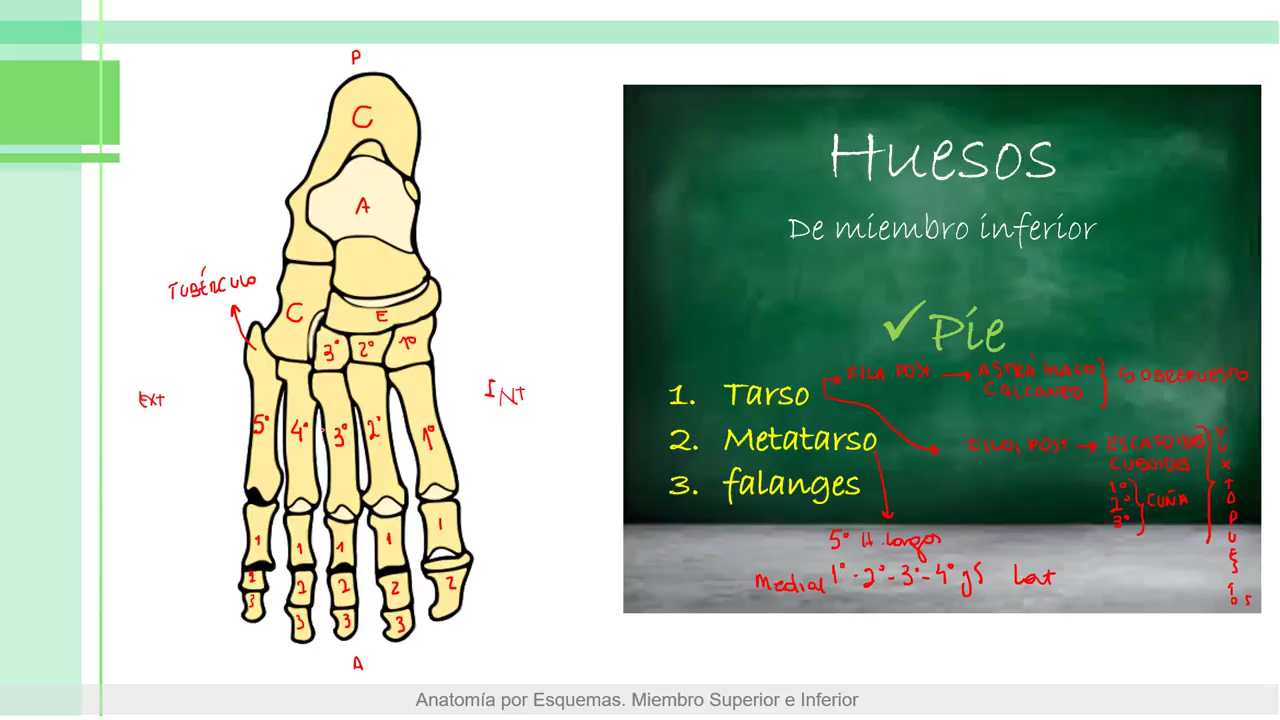 P
C
A
TUBÉRCULO
C
E
3° 2° 1°
EXT
INT
5° 4° 3° 2° 1°
1 1 1 1 1
2 2 2 2 2
3 3 3 3
A
Huesos
De miembro inferior
✓ Pie
1. Tarso
2. Metatarso
3. falanges
FILA POST → ASTRÁGALO
CALCANEO
SOBREPUESTO
POST → ESCAFOIDES
CUBOIDES
1°
2°
3°
CUÑA
YUXTAPUESTOS
5° H. largos
Medial 1° - 2° - 3° - 4° y 5 Lat
Anatomía por Esquemas. Miembro Superior e Inferior